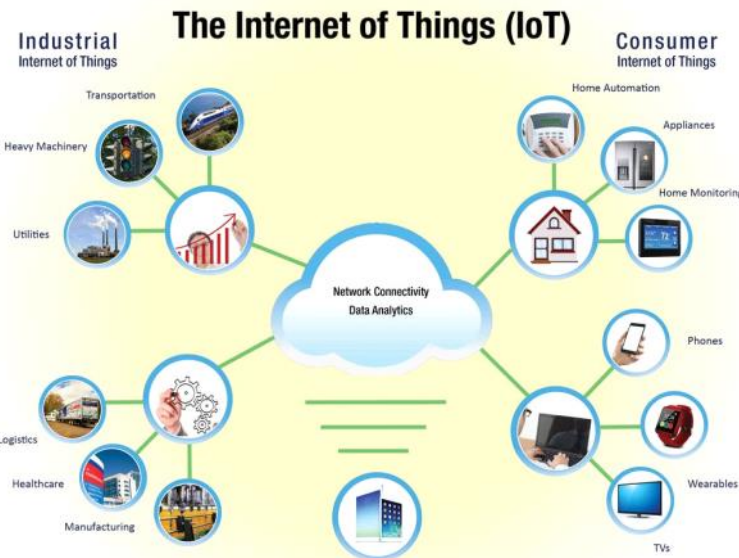 The Internet of Things (IoT)
Industrial
Internet of Things
Consumer
Internet of Things
Transportation
Heavy Machinery
Utilities
Home Automation
Appliances
Home Monitoring
72
Network Connectivity
Data Analytics
Logistics
Healthcare
Manufacturing
Phones
Wearables
TVs